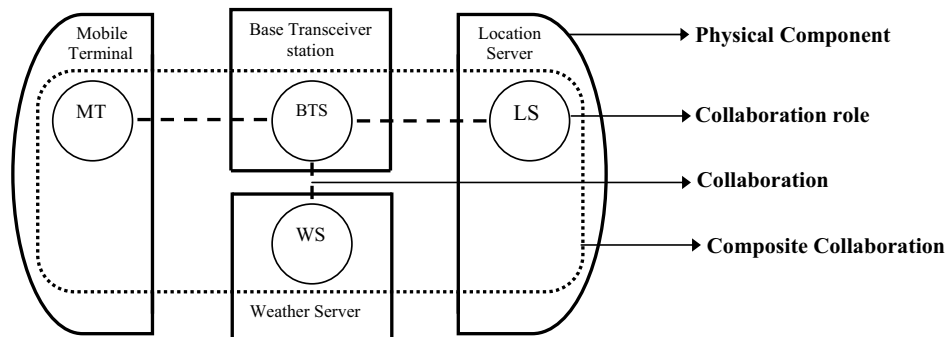 Mobile
Terminal
Base Transceiver
station
Location
Server
Physical Component
MT
BTS
LS
Collaboration role
Collaboration
WS
Composite Collaboration
Weather Server